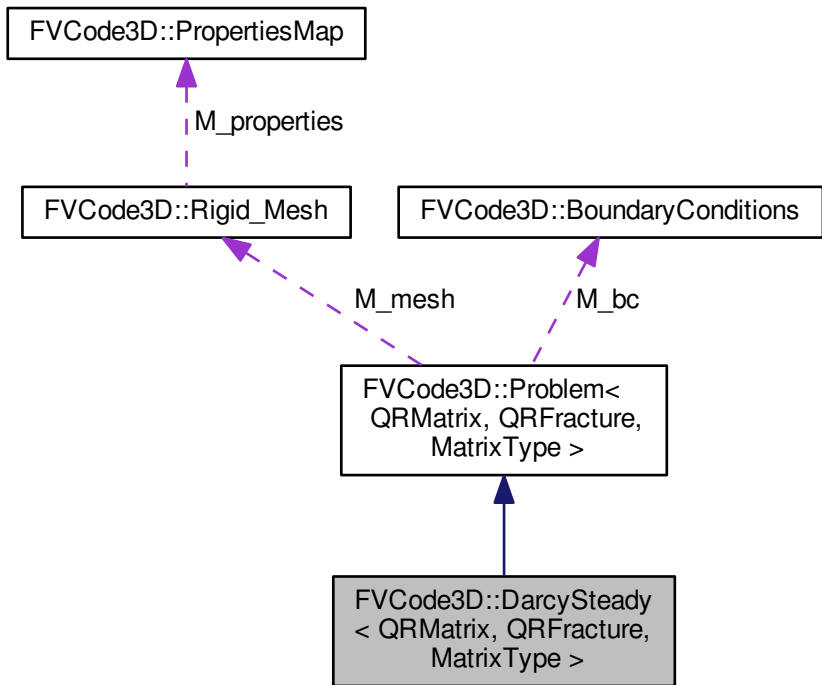 FVCode3D::PropertiesMap
M_properties
FVCode3D::Rigid_Mesh
FVCode3D::BoundaryConditions
M_mesh
M_bc
FVCode3D::Problem<
QRMatrix, QRFracture,
MatrixType >
FVCode3D::DarcySteady
< QRMatrix, QRFracture,
MatrixType >